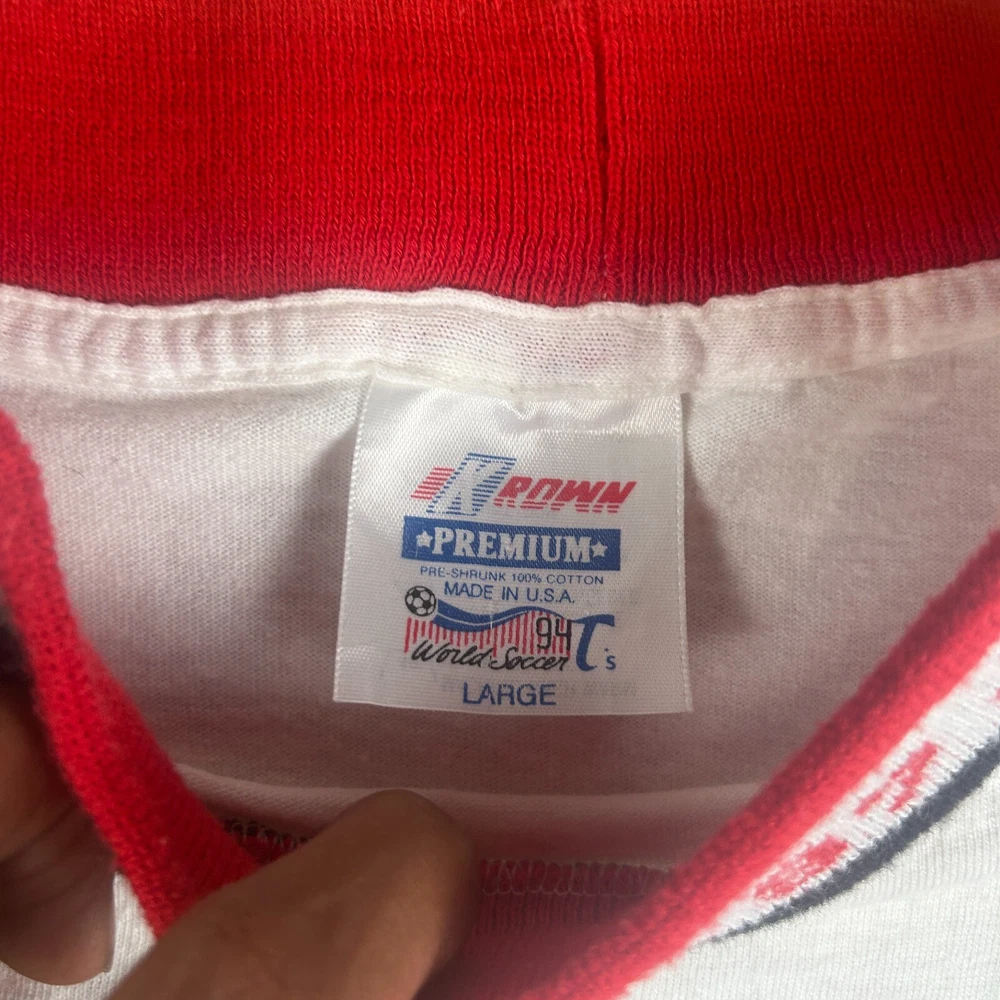 KROWN
★PREMIUM★
PRE-SHRUNK 100% COTTON
MADE IN U.S.A.
94
World Soccer T's
LARGE